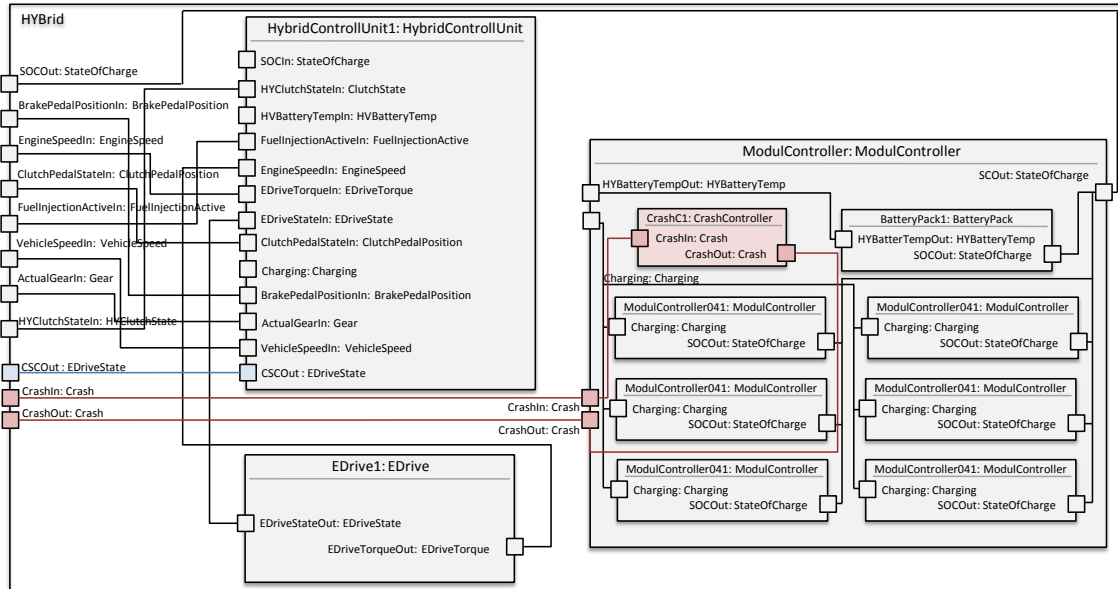 HYBrid
SOCOut: StateOfCharge
BrakePedalPositionIn: BrakePedalPosition
EngineSpeedIn: EngineSpeed
ClutchPedalStateIn: ClutchPedalPosition
FuelInjectionActiveIn: FuelInjectionActive
VehicleSpeedIn: VehicleSpeed
ActualGearIn: Gear
HYClutchStateIn: HYClutchState
CSCOut : EDriveState
CrashIn: Crash
CrashOut: Crash
HybridControllUnit1: HybridControllUnit
SOCIn: StateOfCharge
HYClutchStateIn: ClutchState
HVBatteryTempIn: HVBatteryTemp
FuelInjectionActiveIn: FuelInjectionActive
EngineSpeedIn: EngineSpeed
EDriveTorqueIn: EDriveTorque
EDriveStateIn: EDriveState
ClutchPedalStateIn: ClutchPedalPosition
Charging: Charging
BrakePedalPositionIn: BrakePedalPosition
ActualGearIn: Gear
VehicleSpeedIn: VehicleSpeed
CSCOut : EDriveState
EDrive1: EDrive
EDriveStateOut: EDriveState
EDriveTorqueOut: EDriveTorque
ModulController: ModulController
SCOut: StateOfCharge
HYBatteryTempOut: HYBatteryTemp
CrashC1: CrashController
CrashIn: Crash
CrashOut: Crash
BatteryPack1: BatteryPack
HYBatterTempOut: HYBatteryTemp
SOCOut: StateOfCharge
Charging: Charging
ModulController041: ModulController
Charging: Charging
SOCOut: StateOfCharge
ModulController041: ModulController
Charging: Charging
SOCOut: StateOfCharge
ModulController041: ModulController
Charging: Charging
SOCOut: StateOfCharge
ModulController041: ModulController
Charging: Charging
SOCOut: StateOfCharge
ModulController041: ModulController
Charging: Charging
SOCOut: StateOfCharge
ModulController041: ModulController
Charging: Charging
SOCOut: StateOfCharge
CrashIn: Crash
CrashOut: Crash